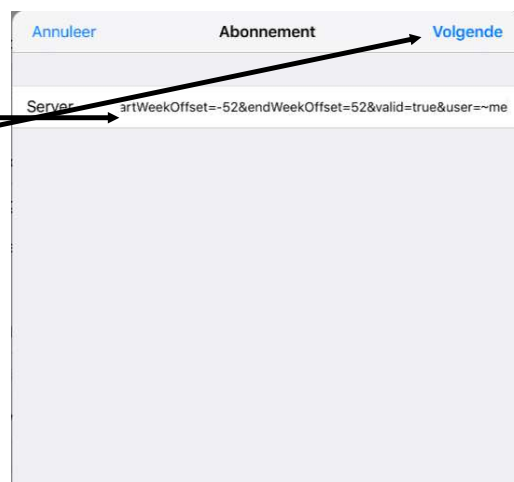 Annuleer Abonnement Volgende
Server artWeekOffset=-52&endWeekOffset=52&valid=true&user=~me